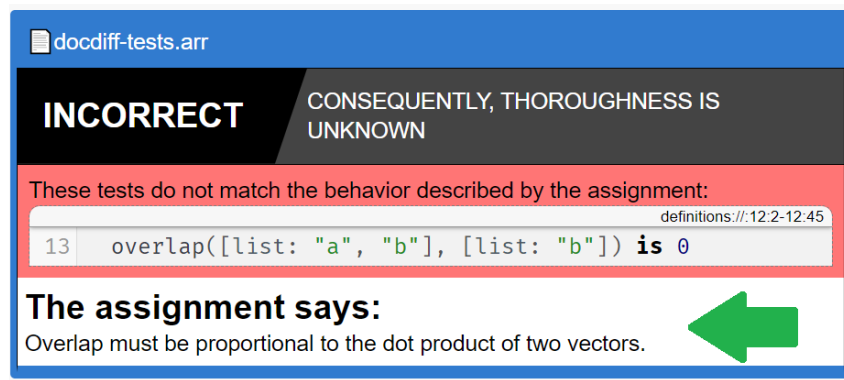 docdiff-tests.arr
INCORRECT
CONSEQUENTLY, THOROUGHNESS IS
UNKNOWN
These tests do not match the behavior described by the assignment:
definitions://:12:2-12:45
13 overlap([list: "a", "b"], [list: "b"]) is 0
The assignment says:
Overlap must be proportional to the dot product of two vectors.